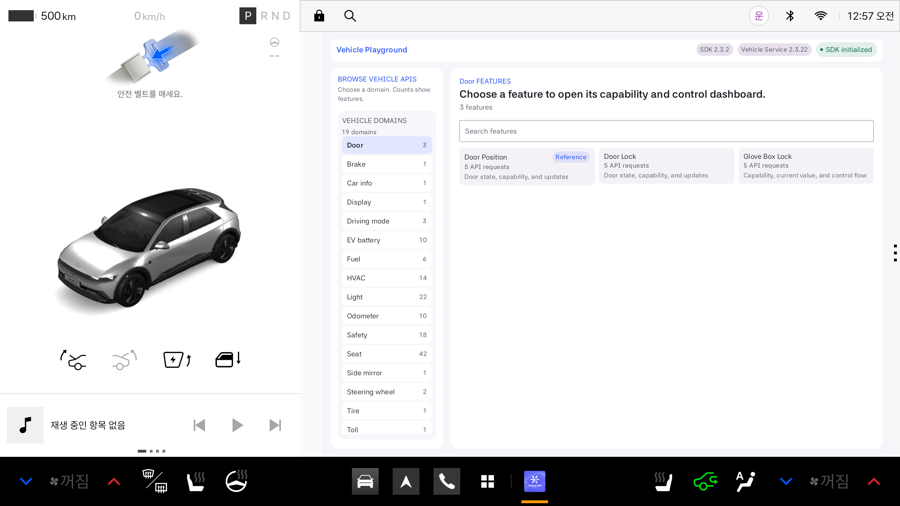 500 km
0 km/h
P R N D
문
12:57 오전
안전 벨트를 매세요.
Vehicle Playground
SDK 2.3.2
Vehicle Service 2.3.22
SDK initialized
BROWSE VEHICLE APIS
Choose a domain. Counts show
features.
VEHICLE DOMAINS
19 domains
Door 3
Brake 1
Car info 1
Display 1
Driving mode 3
EV battery 10
Fuel 6
HVAC 14
Light 22
Odometer 10
Safety 18
Seat 42
Side mirror 1
Steering wheel 2
Tire 1
Toll
Door FEATURES
Choose a feature to open its capability and control dashboard.
3 features
Search features
Door Position Reference
5 API requests
Door state, capability, and updates
Door Lock
5 API requests
Door state, capability, and updates
Glove Box Lock
5 API requests
Capability, current value, and control flow
재생 중인 항목 없음
꺼짐
A
꺼짐